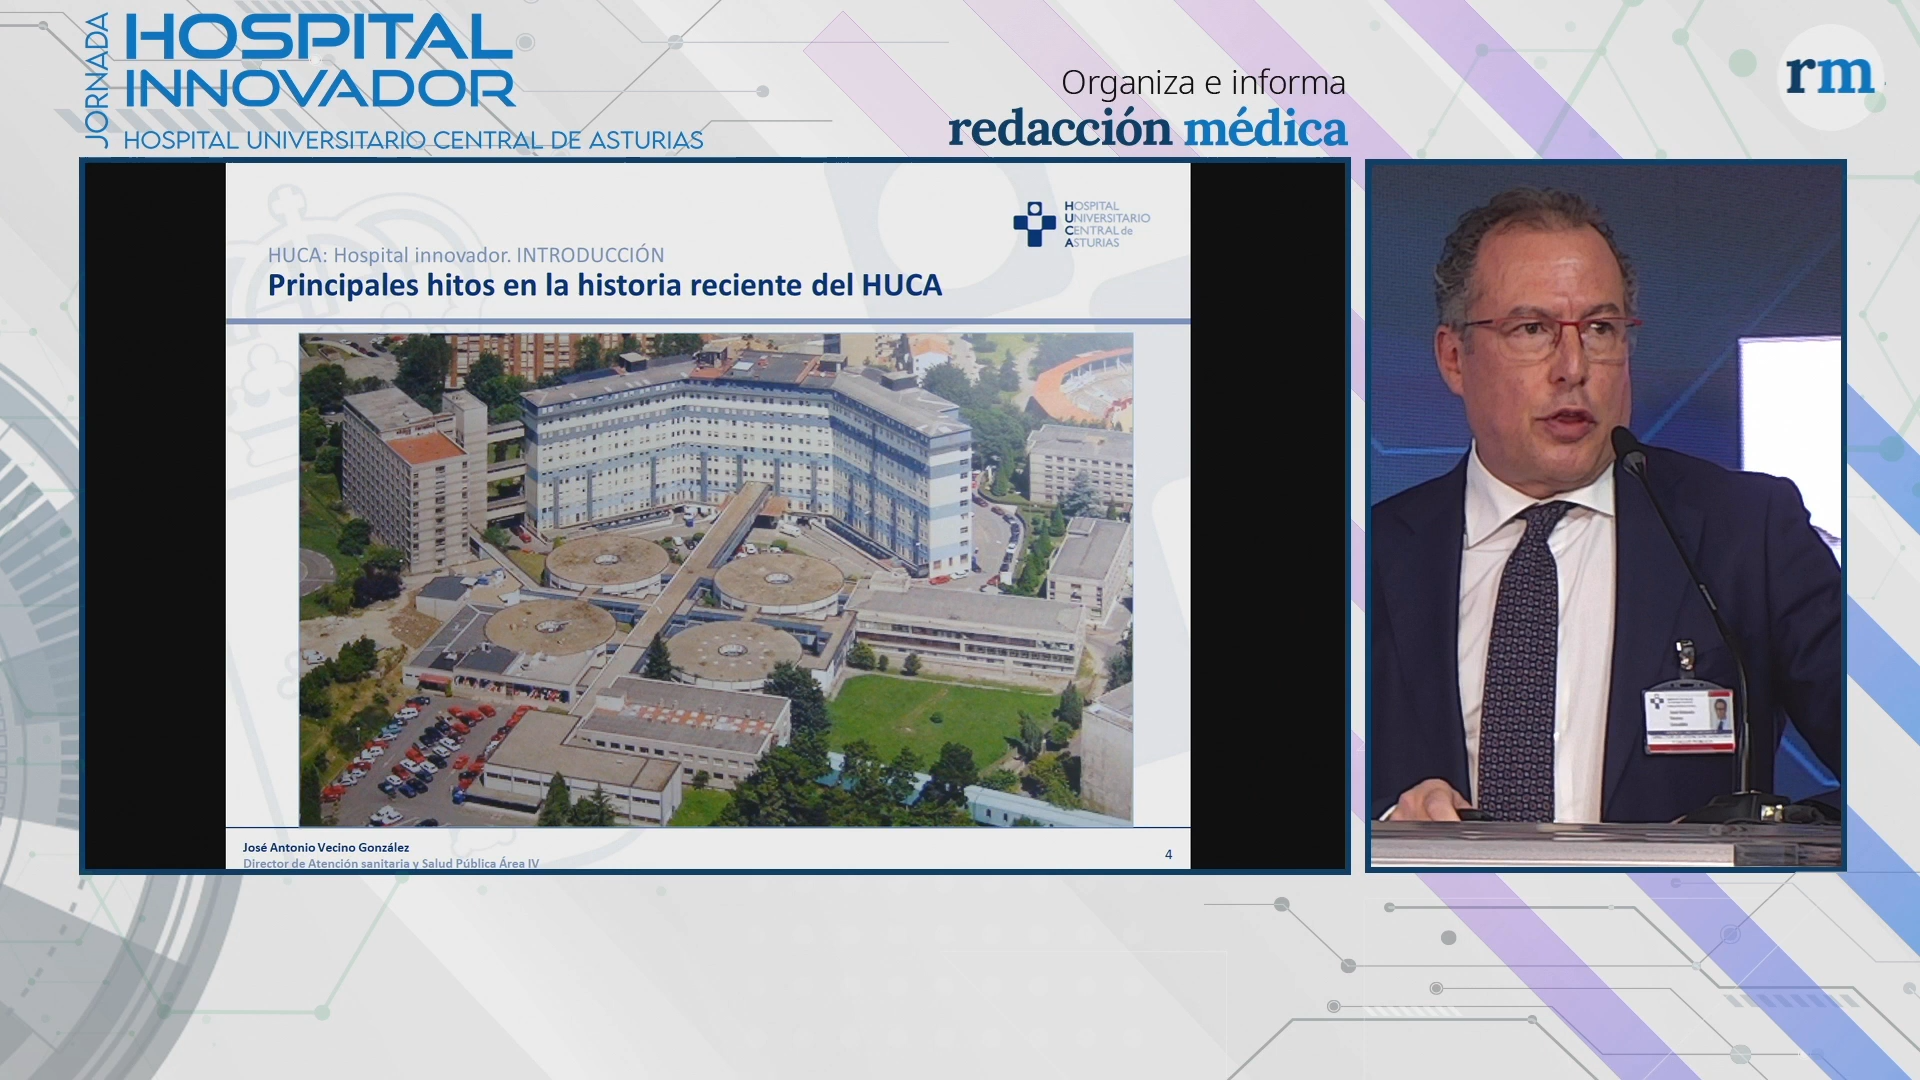 JORNADA
HOSPITAL
INNOVADOR
HOSPITAL UNIVERSITARIO CENTRAL DE ASTURIAS
Organiza e informa
redacción médica
rm
HOSPITAL
UNIVERSITARIO
CENTRAL de
ASTURIAS
HUCA: Hospital innovador. INTRODUCCIÓN
Principales hitos en la historia reciente del HUCA
José Antonio Vecino González
Director de Atención sanitaria y Salud Pública Área IV
4